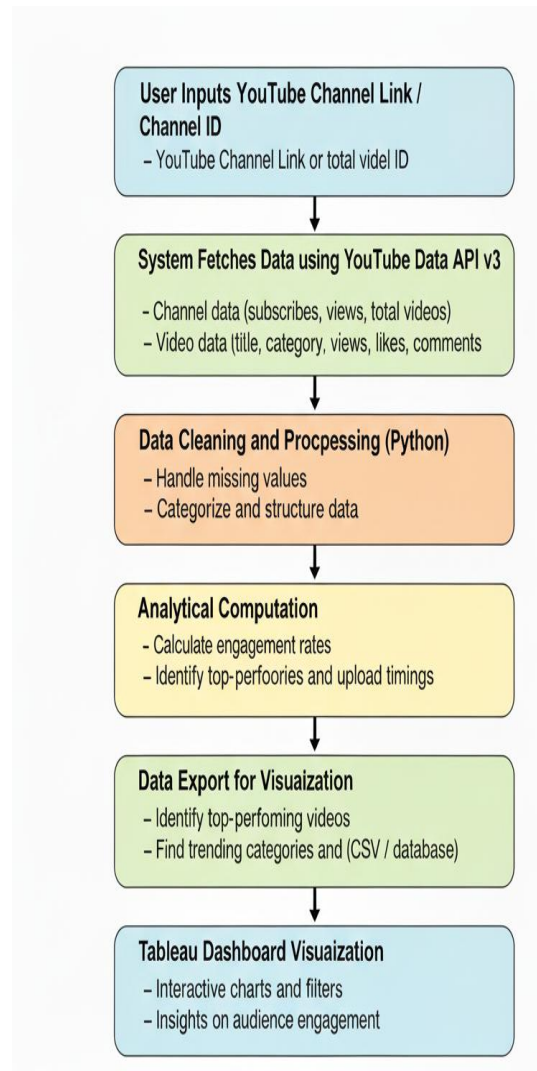 User Inputs YouTube Channel Link /
Channel ID
– YouTube Channel Link or total videl ID
System Fetches Data using YouTube Data API v3
- Channel data (subscribes, views, total videos)
– Video data (title, category, views, likes, comments
Data Cleaning and Procpessing (Python)
– Handle missing values
– Categorize and structure data
Analytical Computation
- Calculate engagement rates
– Identify top-perfoories and upload timings
Data Export for Visuaization
– Identify top-perfoming videos
– Find trending categories and (CSV / database)
Tableau Dashboard Visuaization
– Interactive charts and filters
– Insights on audience engagement